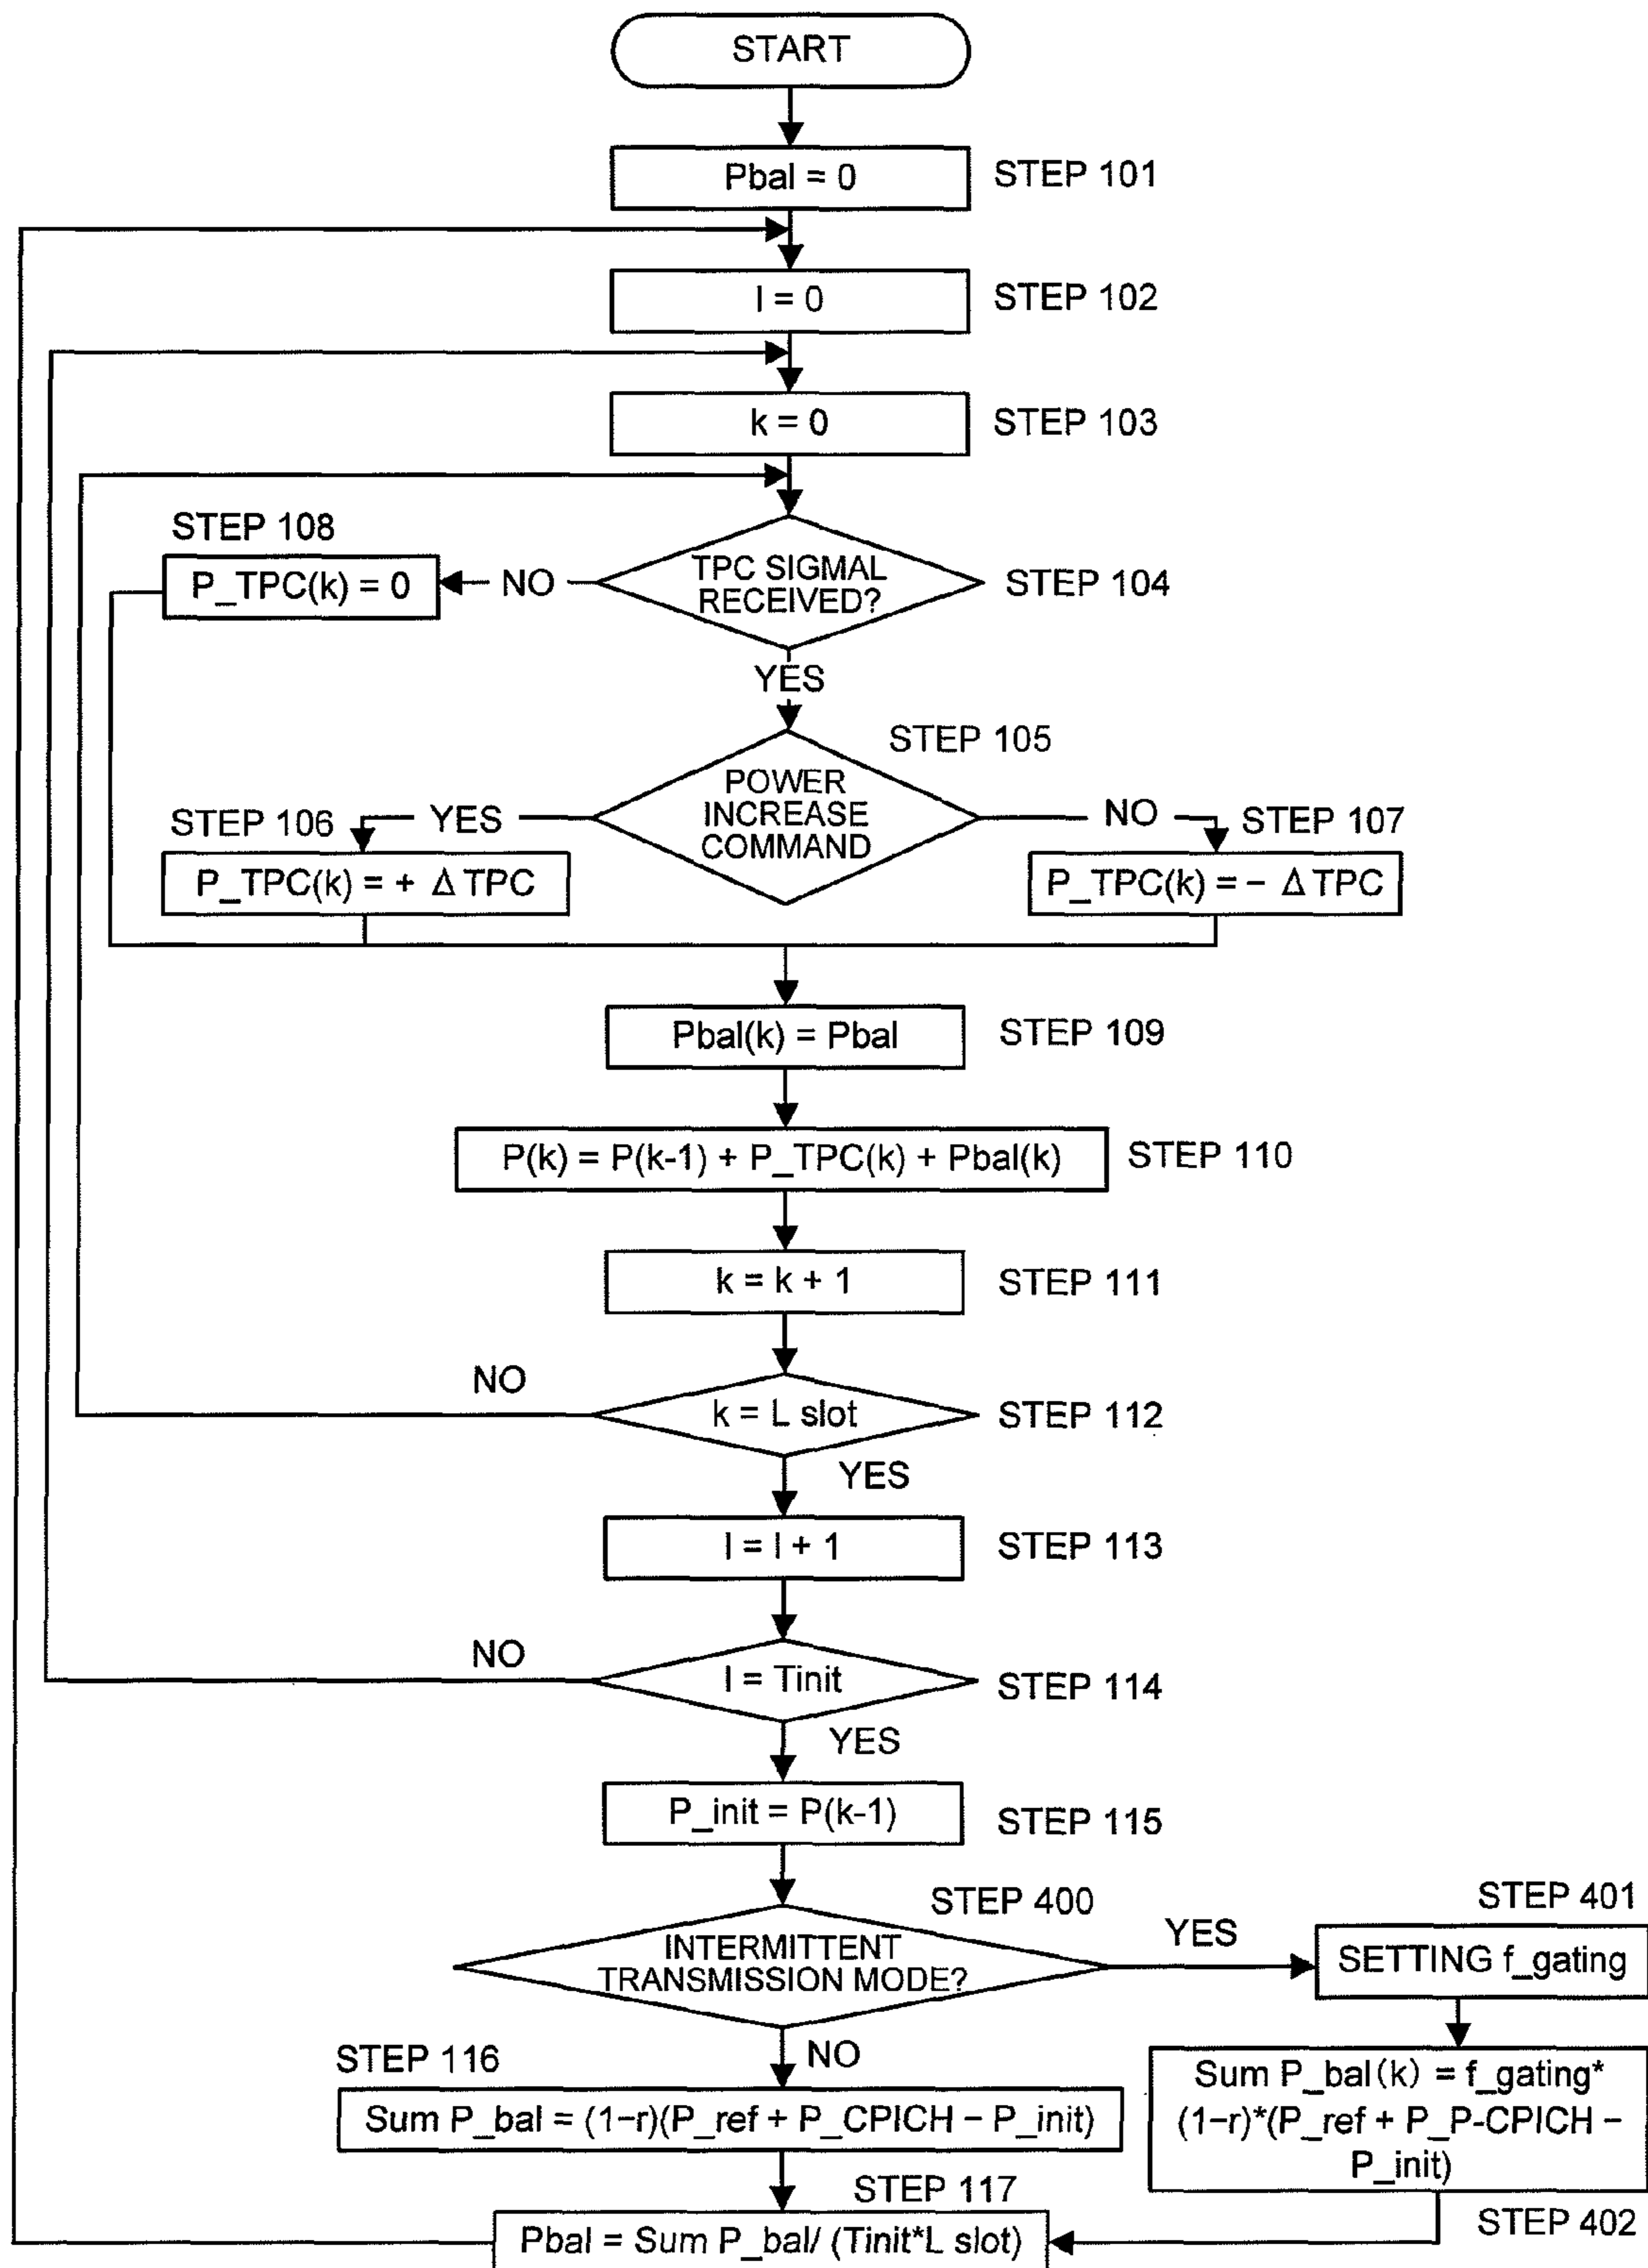 START
Pbal = 0
STEP 101
l = 0
STEP 102
k = 0
STEP 103
STEP 108
P_TPC(k) = 0
NO
TPC SIGMAL
RECEIVED?
STEP 104
YES
STEP 105
POWER
INCREASE
COMMAND
STEP 106
YES
NO
STEP 107
P_TPC(k) = + Δ TPC
P_TPC(k) = − Δ TPC
Pbal(k) = Pbal
STEP 109
P(k) = P(k-1) + P_TPC(k) + Pbal(k)
STEP 110
k = k + 1
STEP 111
NO
k = L slot
STEP 112
YES
l = l + 1
STEP 113
NO
l = Tinit
STEP 114
YES
P_init = P(k-1)
STEP 115
STEP 400
INTERMITTENT
TRANSMISSION MODE?
YES
STEP 401
SETTING f_gating
NO
STEP 116
Sum P_bal = (1−r)(P_ref + P_CPICH − P_init)
Sum P_bal(k) = f_gating*
(1−r)*(P_ref + P_P-CPICH −
P_init)
STEP 402
STEP 117
Pbal = Sum P_bal/ (Tinit*L slot)